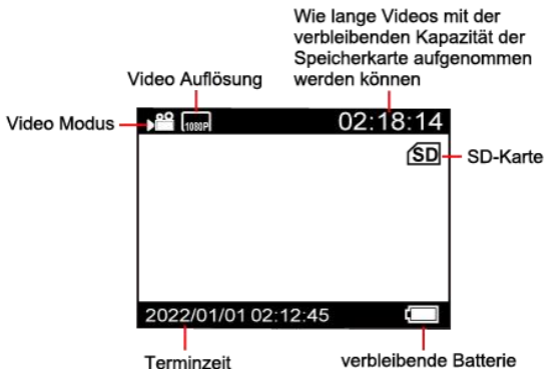 Wie lange Videos mit der
verbleibenden Kapazität der
Speicherkarte aufgenommen
werden können
Video Auflösung
Video Modus
1080P
02:18:14
SD
SD-Karte
2022/01/01 02:12:45
Terminzeit
verbleibende Batterie